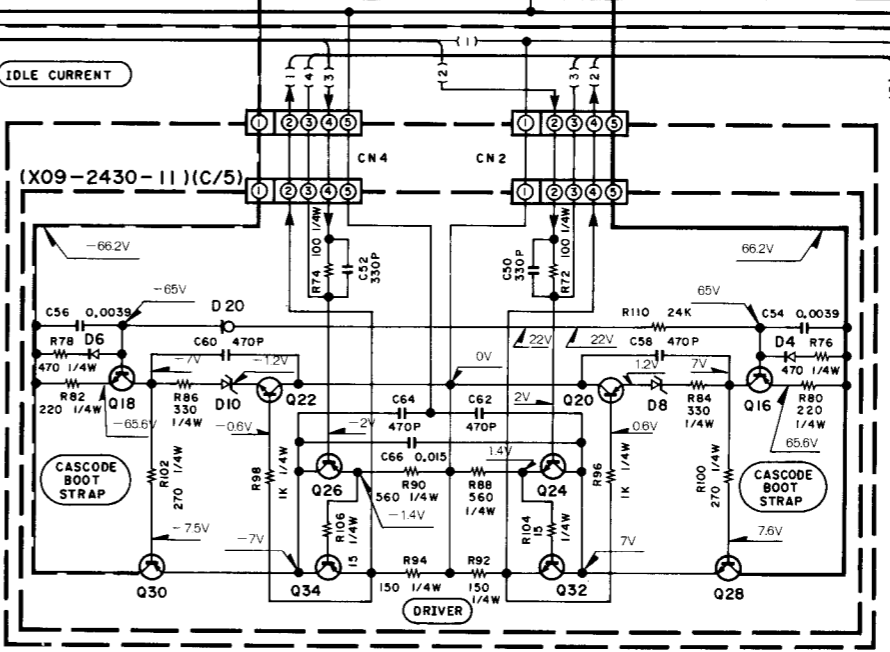 ( 1 )
IDLE CURRENT
1
4
3
2
3
2
1 2 3 4 5
1 2 3 4 5
CN4
CN2
(X09-2430-11)(C/5)
1 2 3 4 5
1 2 3 4 5
R74 100 1/4W
C52 330P
C50 330P
R72 100 1/4W
-66.2V
66.2V
-65V
65V
C56 0,0039
D20
R110 24K
C54 0,0039
R78
D6
C60 470P
22V
22V
C58 470P
D4
R76
470 1/4W
-7V
-1.2V
0V
1.2V
7V
470 1/4W
R82
Q18
R86
D10
Q22
Q20
D8
R84
Q16
R80
220 1/4W
330
1/4W
C64
C62
2V
330
1/4W
220
1/4W
-65.6V
-0.6V
470P
470P
-2V
0.6V
65.6V
C66 0,015
1.4V
CASCODE
BOOT
STRAP
R102
270 1/4W
R98
1K 1/4W
Q26
R90
560 1/4W
R88
560
1/4W
Q24
R96
1K 1/4W
R100
270 1/4W
CASCODE
BOOT
STRAP
-1.4V
R106
15
1/4W
R104
15
1/4W
-7.5V
-7V
7V
7.6V
Q30
Q34
R94
150 1/4W
R92
150
1/4W
Q32
Q28
DRIVER